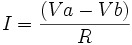 I = (Va − Vb) / R